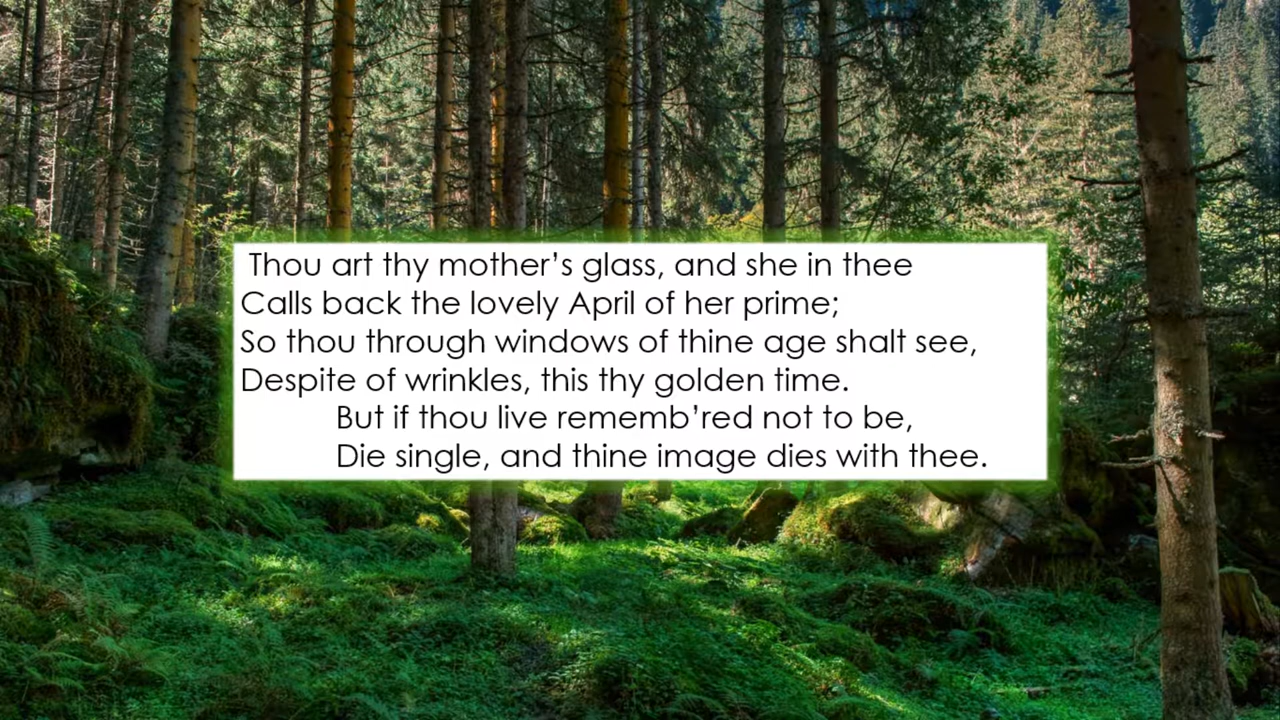 Thou art thy mother’s glass, and she in thee
Calls back the lovely April of her prime;
So thou through windows of thine age shalt see,
Despite of wrinkles, this thy golden time.
But if thou live rememb’red not to be,
Die single, and thine image dies with thee.